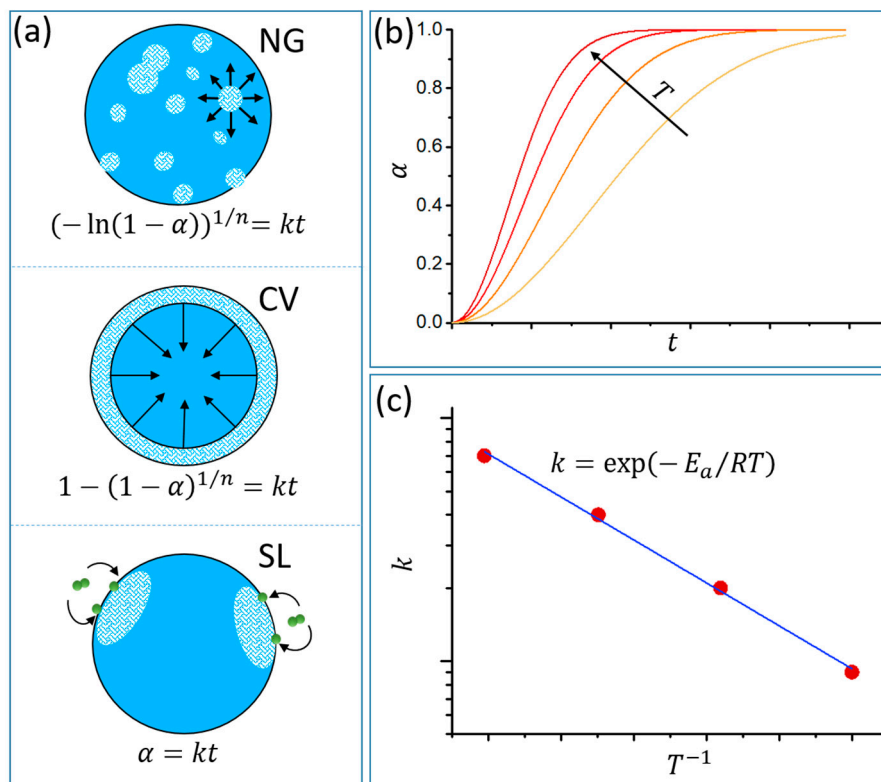 (a)
NG
(− ln(1 − α))^{1/n} = kt
CV
1 − (1 − α)^{1/n} = kt
SL
α = kt
(b)
1.0
0.8
0.6
0.4
0.2
0.0
α
T
t
(c)
k = exp(− E_a/RT)
k
T^{−1}